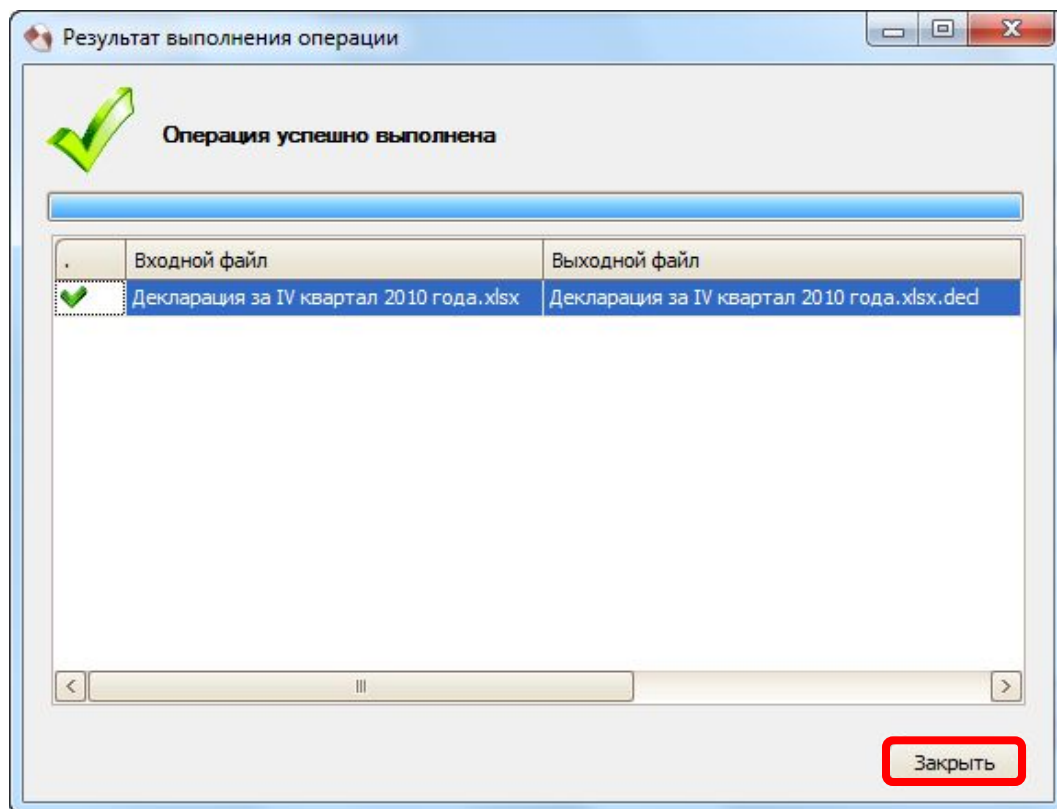 Результат выполнения операции
Операция успешно выполнена
. Входной файл Выходной файл
Декларация за IV квартал 2010 года.xlsx Декларация за IV квартал 2010 года.xlsx.decl
Закрыть